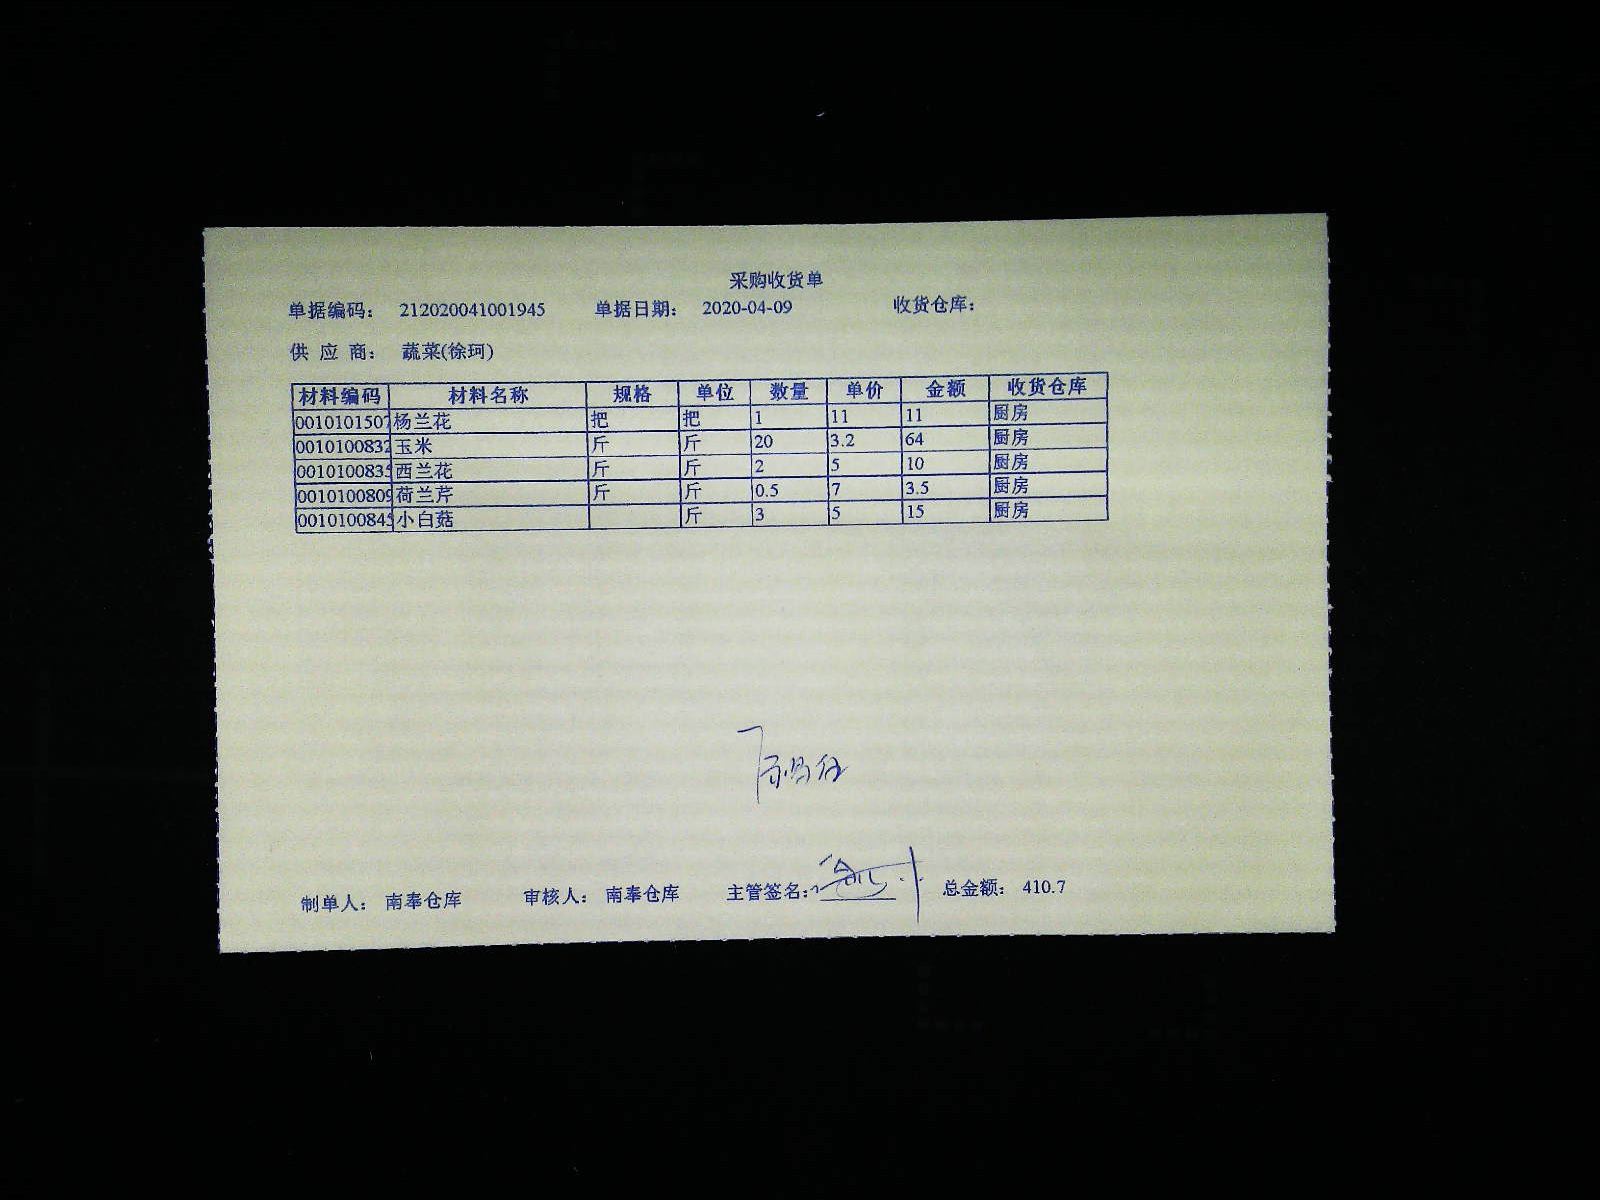 采购收货单
单据编码： 212020041001945 单据日期： 2020-04-09 收货仓库：
供 应 商： 蔬菜(徐珂)
材料编码 材料名称 规格 单位 数量 单价 金额 收货仓库
0010101507 杨兰花 把 把 1 11 11 厨房
0010100832 玉米 斤 斤 20 3.2 64 厨房
001010083 西兰花 斤 斤 2 5 10 厨房
0010100809 荷兰芹 斤 斤 0.5 7 3.5 厨房
001010084 小白菇 斤 3 5 15 厨房
制单人： 南奉仓库 审核人： 南奉仓库 主管签名： 总金额： 410.7